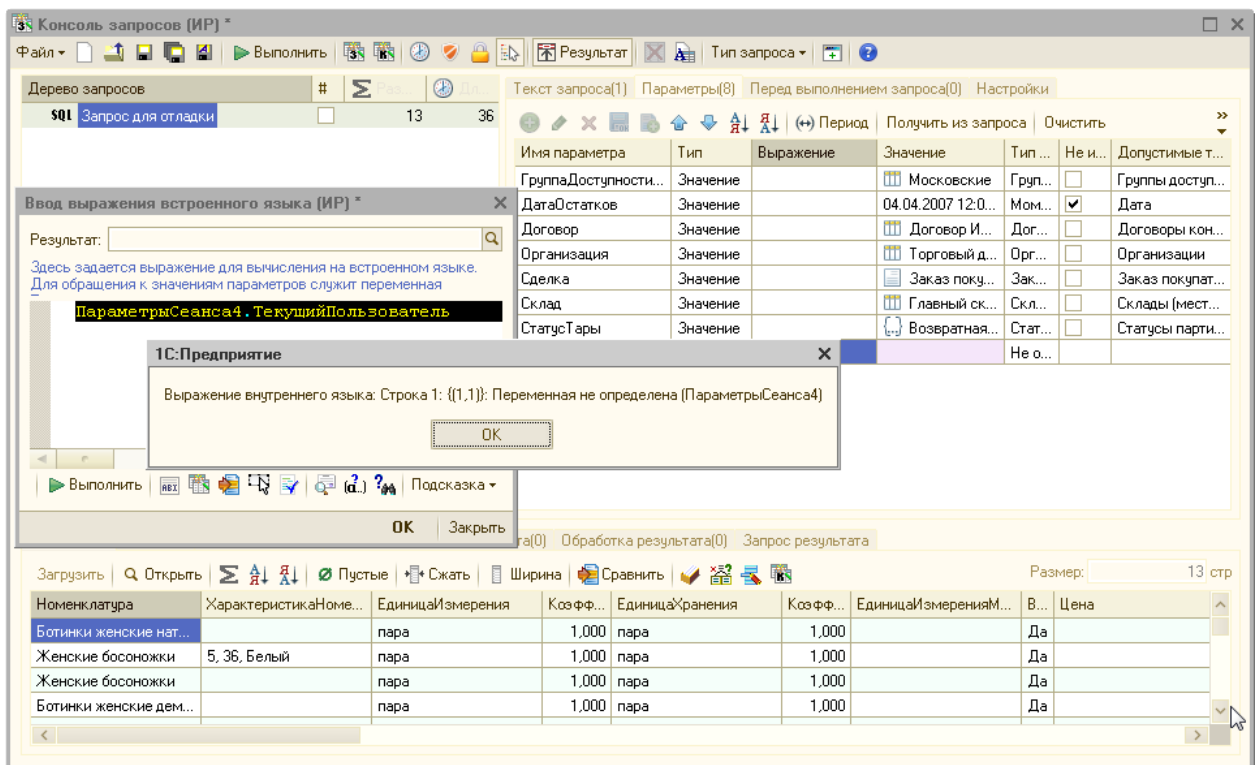 Консоль запросов (ИР) *
Файл Выполнить Результат Тип запроса
Дерево запросов #
SQL Запрос для отладки 13 36
Текст запроса(1) Параметры(8) Перед выполнением запроса(0) Настройки
(↔) Период Получить из запроса Очистить
Имя параметра Тип Выражение Значение Тип ... Не и... Допустимые т...
ГруппаДоступности... Значение Московские Груп... Группы доступ...
ДатаОстатков Значение 04.04.2007 12:0... Мом... Дата
Договор Значение Договор И... Дог... Договоры кон...
Организация Значение Торговый д... Орг... Организации
Сделка Значение Заказ поку... Зак... Заказ покупат...
Склад Значение Главный ск... Скл... Склады (мест...
СтатусТары Значение Возвратная... Стат... Статусы парти...
Не о...
Ввод выражения встроенного языка (ИР) *
Результат:
Здесь задается выражение для вычисления на встроенном языке.
Для обращения к значениям параметров служит переменная
ПараметрыСеанса4.ТекущийПользователь
1С:Предприятие
Выражение внутреннего языка: Строка 1: {(1,1)}: Переменная не определена (ПараметрыСеанса4)
OK
Выполнить Подсказка
OK Закрыть
та(0) Обработка результата(0) Запрос результата
Загрузить Открыть Пустые Сжать Ширина Сравнить Размер: 13 стр
Номенклатура ХарактеристикаНоме... ЕдиницаИзмерения Коэфф... ЕдиницаХранения Коэфф... ЕдиницаИзмеренияМ... В... Цена
Ботинки женские нат... пара 1,000 пара 1,000 Да
Женские босоножки 5, 36, Белый пара 1,000 пара 1,000 Да
Женские босоножки пара 1,000 пара 1,000 Да
Ботинки женские дем... пара 1,000 пара 1,000 Да